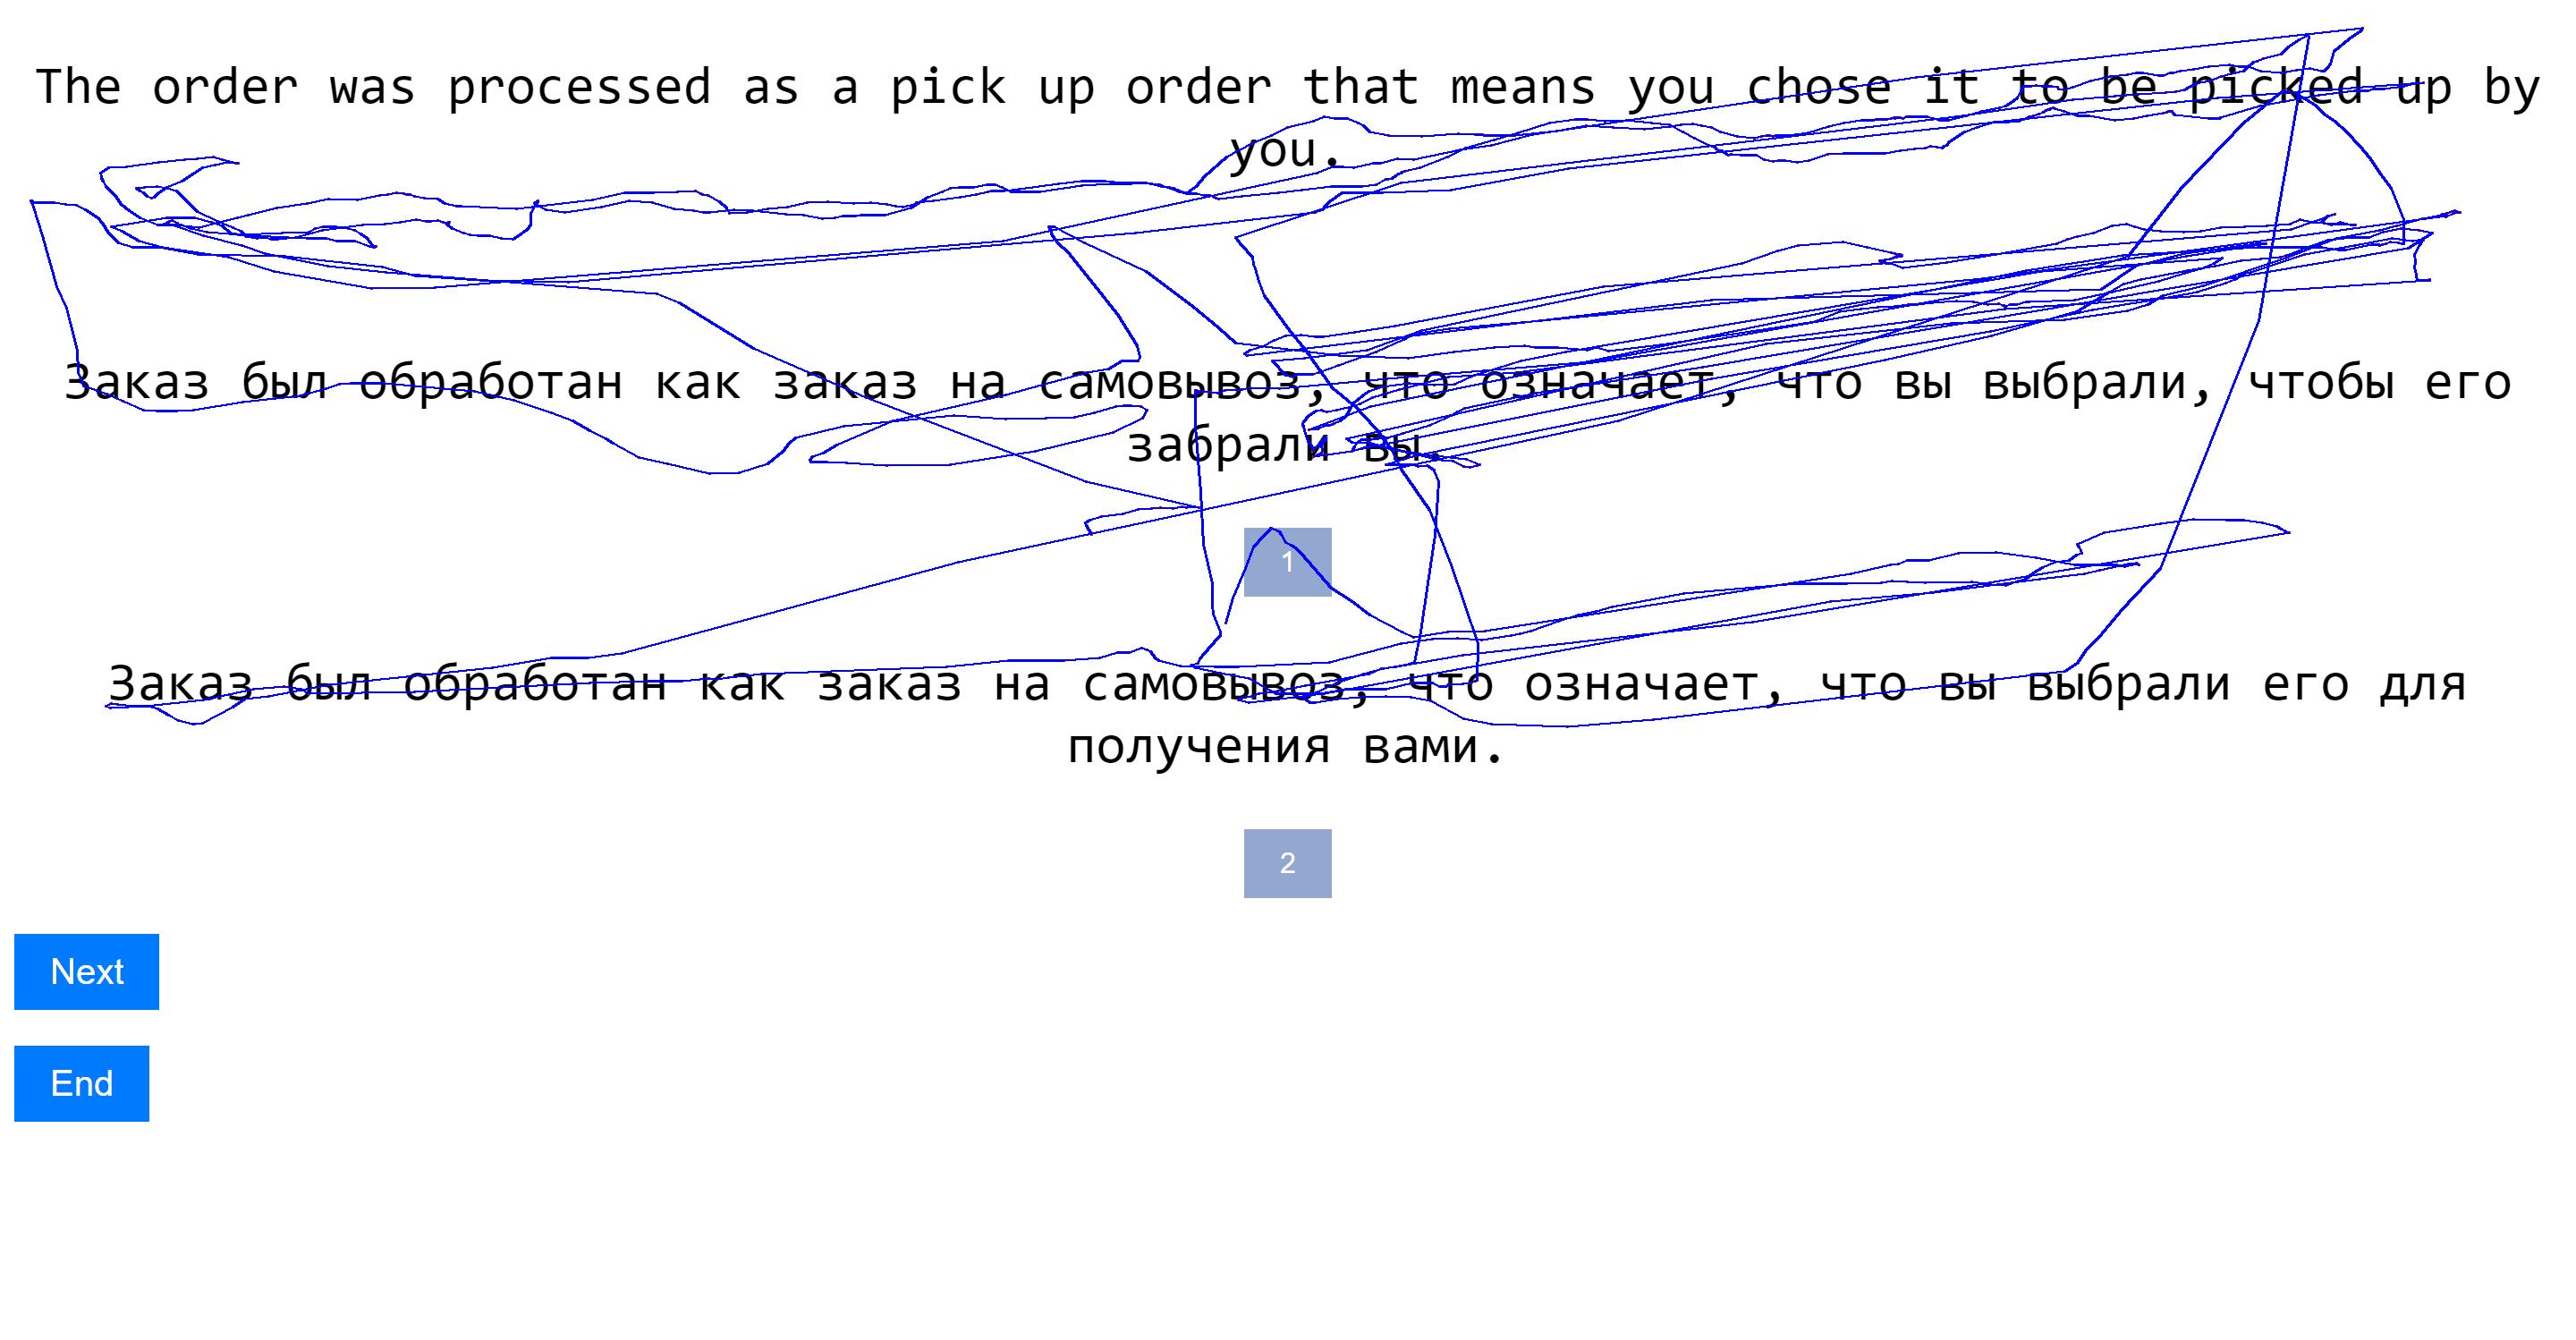 The order was processed as a pick up order that means you chose it to be picked up by
you.
Заказ был обработан как заказ на самовывоз, что означает, что вы выбрали, чтобы его
забрали вы.
1
Заказ был обработан как заказ на самовывоз, что означает, что вы выбрали его для
получения вами.
2
Next
End